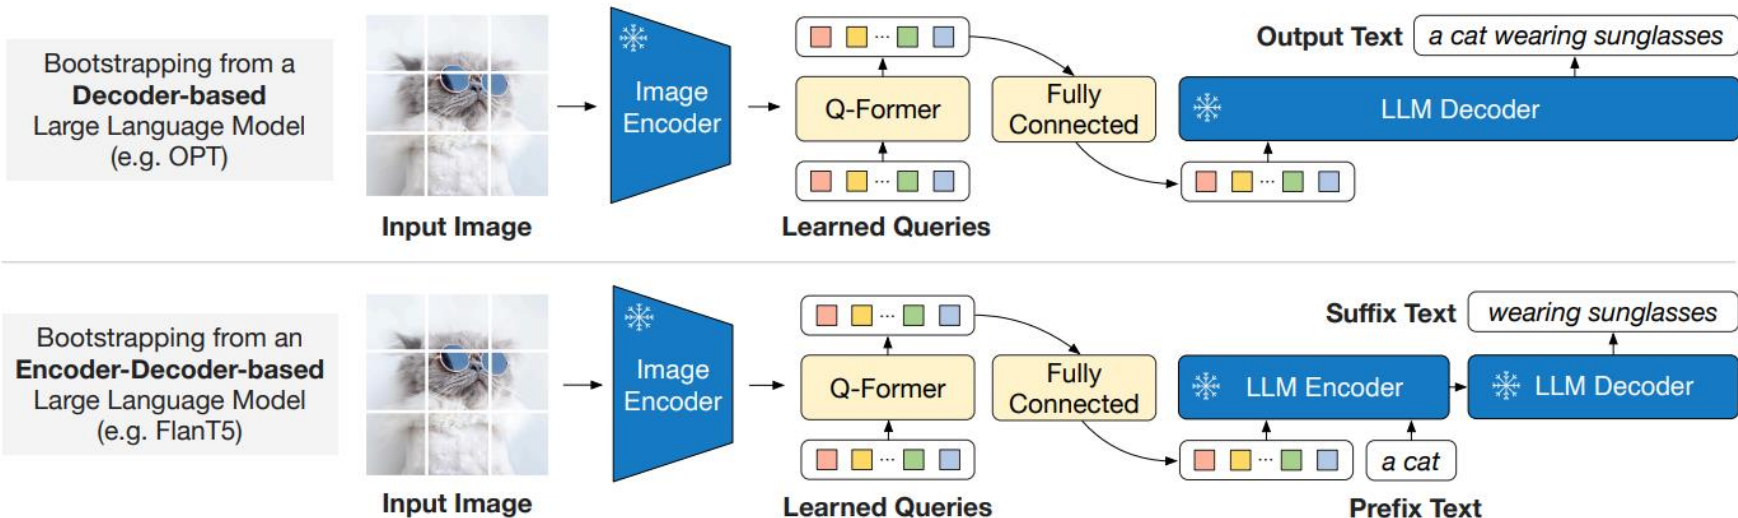 Bootstrapping from a
Decoder-based
Large Language Model
(e.g. OPT)
Input Image
Image
Encoder
Q-Former
Learned Queries
Fully
Connected
Output Text
a cat wearing sunglasses
LLM Decoder
Bootstrapping from an
Encoder-Decoder-based
Large Language Model
(e.g. FlanT5)
Input Image
Image
Encoder
Q-Former
Learned Queries
Fully
Connected
Suffix Text
wearing sunglasses
LLM Encoder
LLM Decoder
a cat
Prefix Text